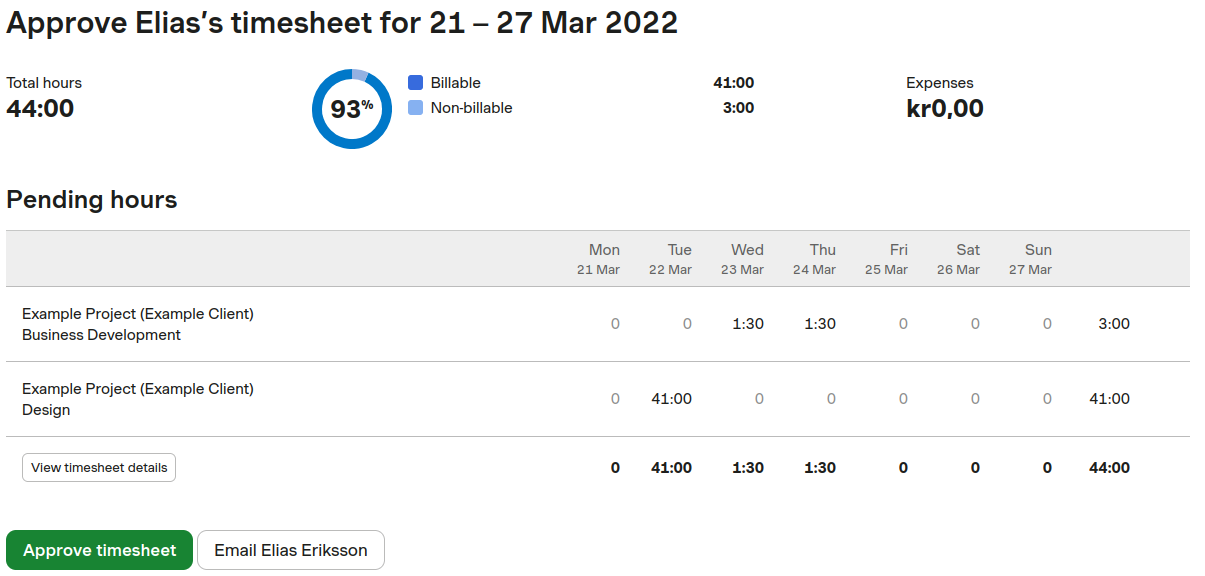 Approve Elias’s timesheet for 21 – 27 Mar 2022
Total hours
44:00
93%
Billable 41:00
Non-billable 3:00
Expenses
kr0,00
Pending hours
Mon Tue Wed Thu Fri Sat Sun
21 Mar 22 Mar 23 Mar 24 Mar 25 Mar 26 Mar 27 Mar
Example Project (Example Client)
Business Development
0 0 1:30 1:30 0 0 0 3:00
Example Project (Example Client)
Design
0 41:00 0 0 0 0 0 41:00
View timesheet details 0 41:00 1:30 1:30 0 0 0 44:00
Approve timesheet Email Elias Eriksson